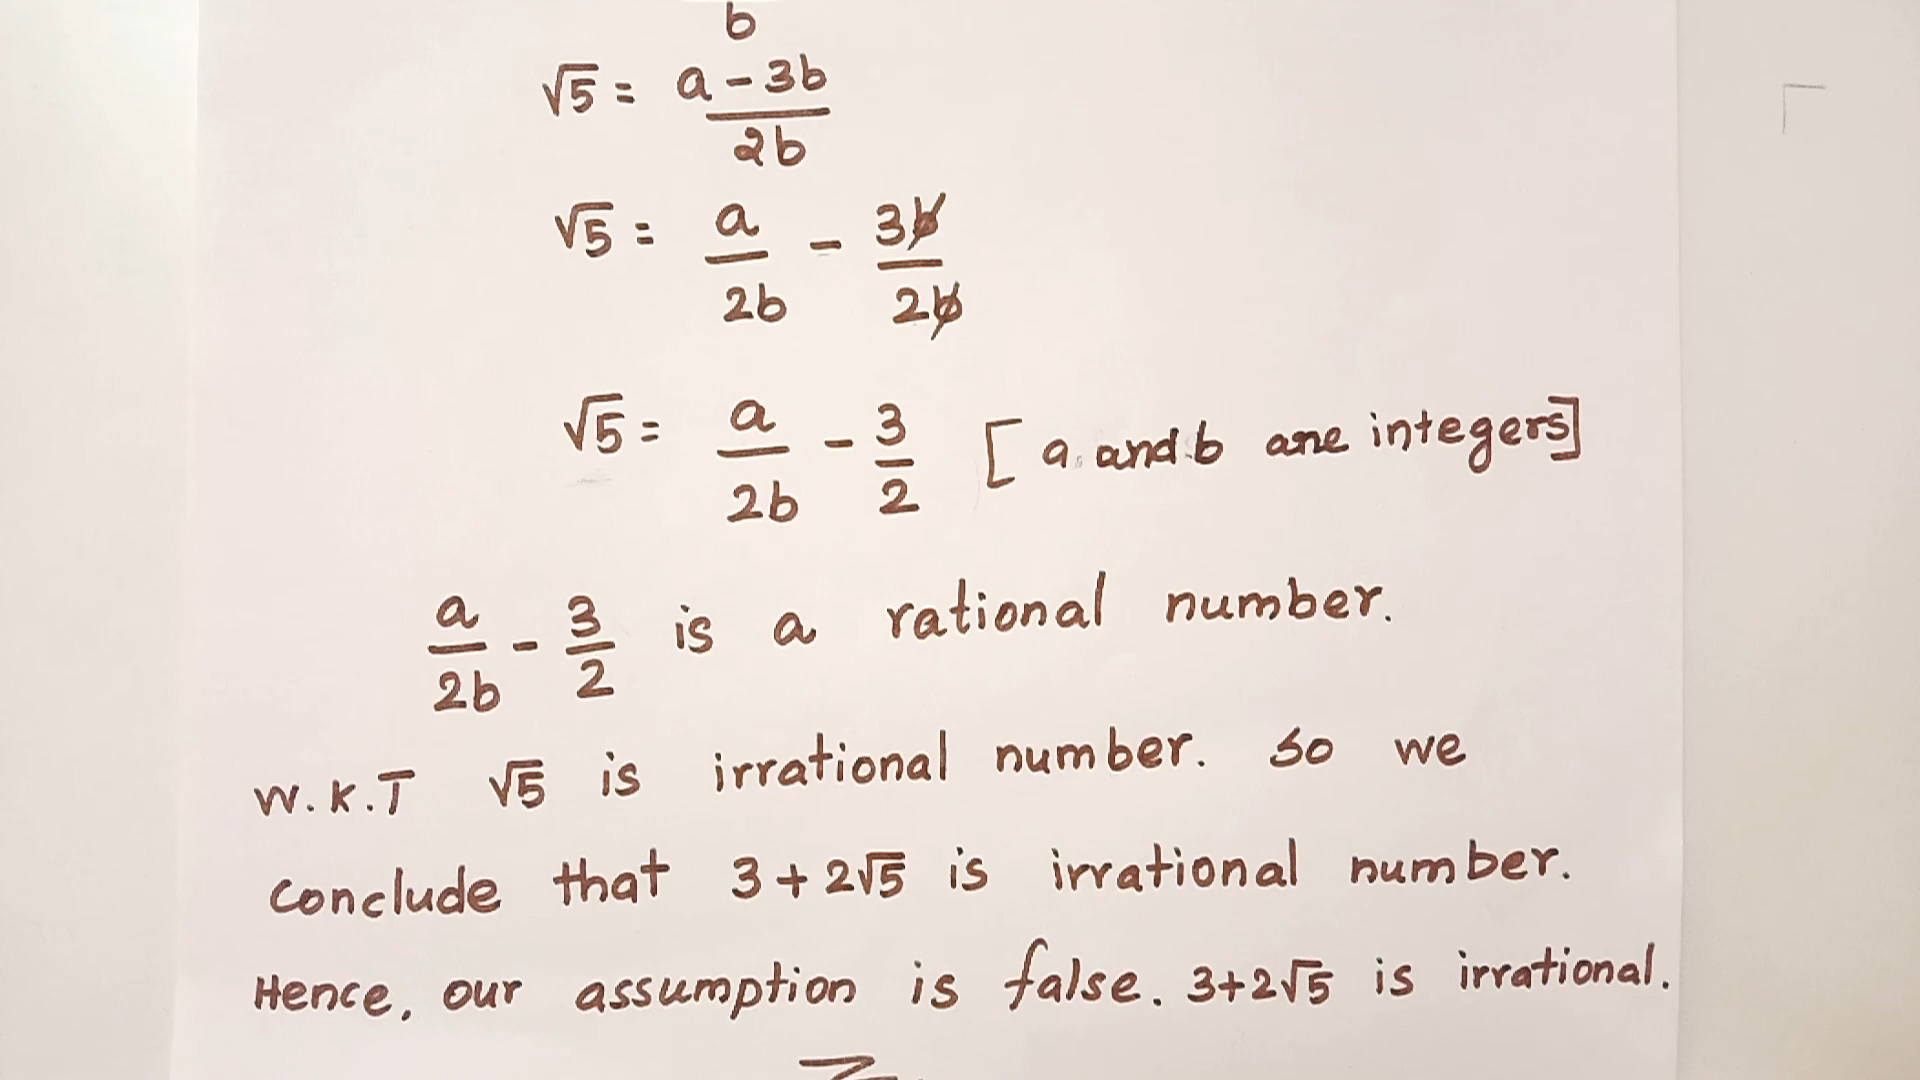 b
√5 = a - 3b / 2b
√5 = a / 2b - 3b / 2b
√5 = a / 2b - 3 / 2 [ a and b are integers]
a / 2b - 3 / 2 is a rational number.
W.K.T √5 is irrational number. So we
conclude that 3 + 2√5 is irrational number.
Hence, our assumption is false. 3+2√5 is irrational.